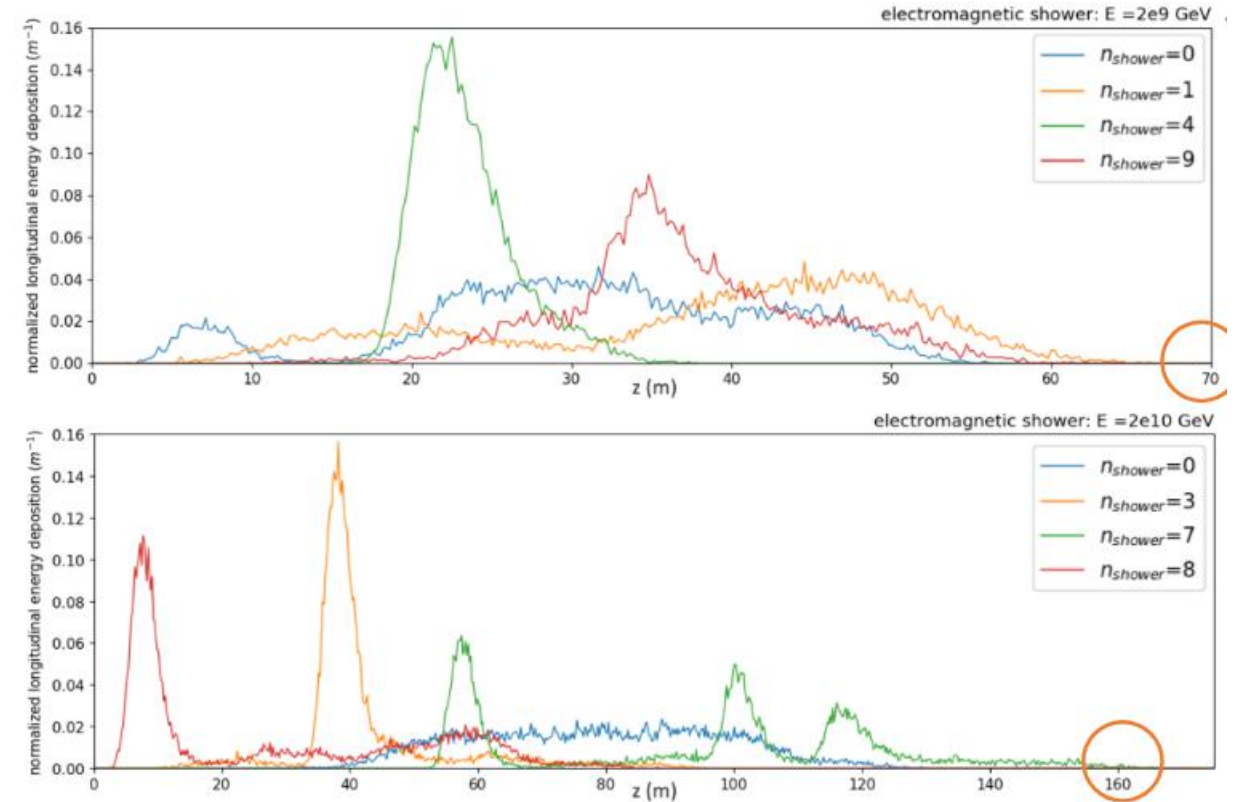 electromagnetic shower: E =2e9 GeV
normalized longitudinal energy deposition (m⁻¹)
0.16
0.14
0.12
0.10
0.08
0.06
0.04
0.02
0.00
n_shower=0
n_shower=1
n_shower=4
n_shower=9
0 10 20 30 40 50 60 70
z (m)
electromagnetic shower: E =2e10 GeV
normalized longitudinal energy deposition (m⁻¹)
0.16
0.14
0.12
0.10
0.08
0.06
0.04
0.02
0.00
n_shower=0
n_shower=3
n_shower=7
n_shower=8
0 20 40 60 80 100 120 140 160
z (m)